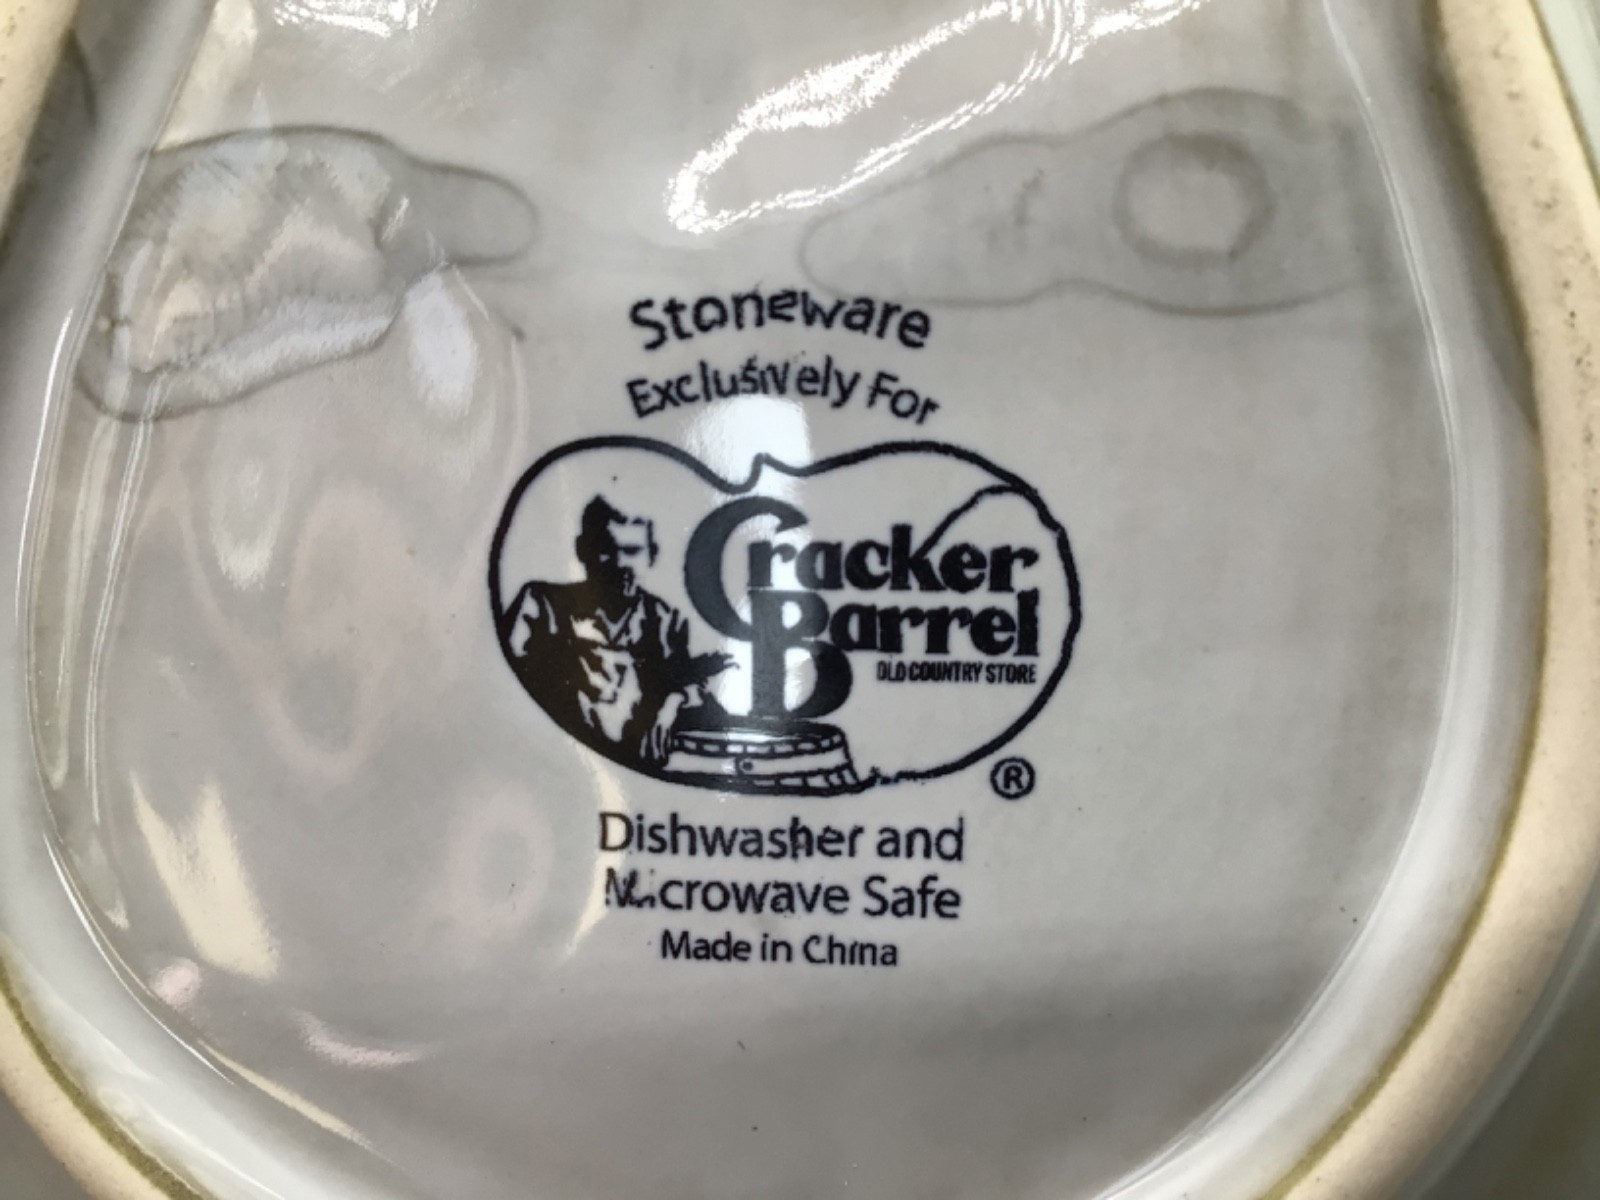 Stoneware
Exclusively For
Cracker
Barrel
OLD COUNTRY STORE
®
Dishwasher and
Microwave Safe
Made in China